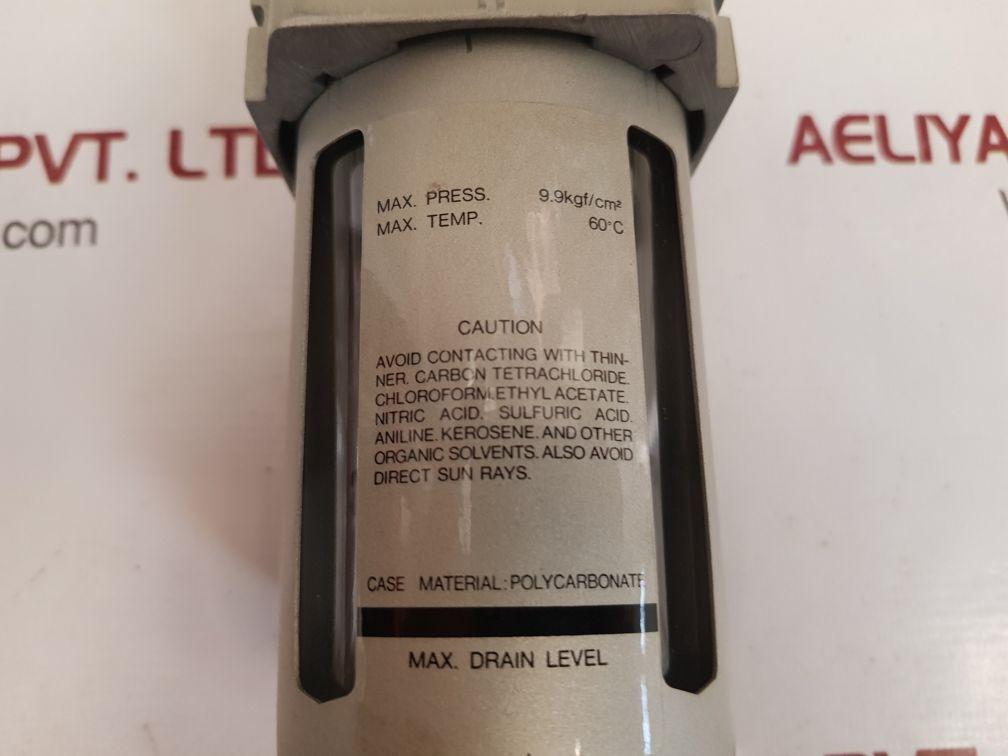 PVT. LTD
.com
AELIYA
MAX. PRESS. 9.9kgf/cm²
MAX. TEMP. 60°C
CAUTION
AVOID CONTACTING WITH THIN-
NER. CARBON TETRACHLORIDE.
CHLOROFORM.ETHYL ACETATE.
NITRIC ACID. SULFURIC ACID.
ANILINE. KEROSENE. AND OTHER
ORGANIC SOLVENTS. ALSO AVOID
DIRECT SUN RAYS.
CASE MATERIAL: POLYCARBONATE
MAX. DRAIN LEVEL